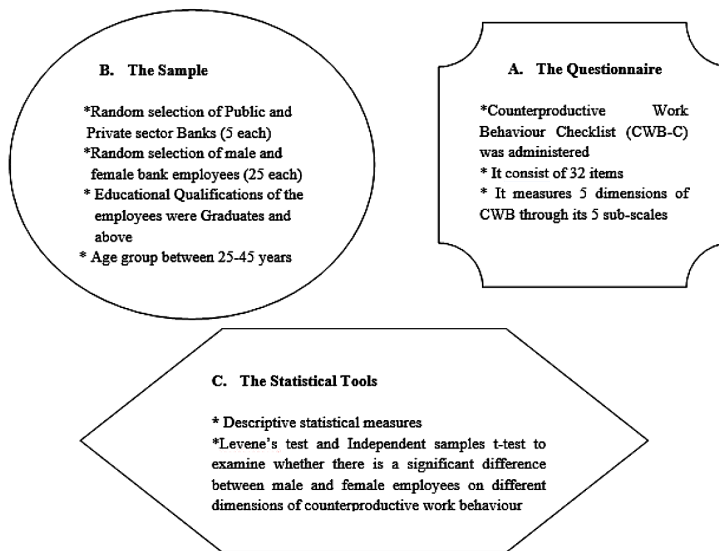 B. The Sample
*Random selection of Public and
Private sector Banks (5 each)
*Random selection of male and
female bank employees (25 each)
* Educational Qualifications of the
employees were Graduates and
above
* Age group between 25-45 years
A. The Questionnaire
*Counterproductive Work
Behaviour Checklist (CWB-C)
was administered
* It consist of 32 items
* It measures 5 dimensions of
CWB through its 5 sub-scales
C. The Statistical Tools
* Descriptive statistical measures
*Levene's test and Independent samples t-test to
examine whether there is a significant difference
between male and female employees on different
dimensions of counterproductive work behaviour